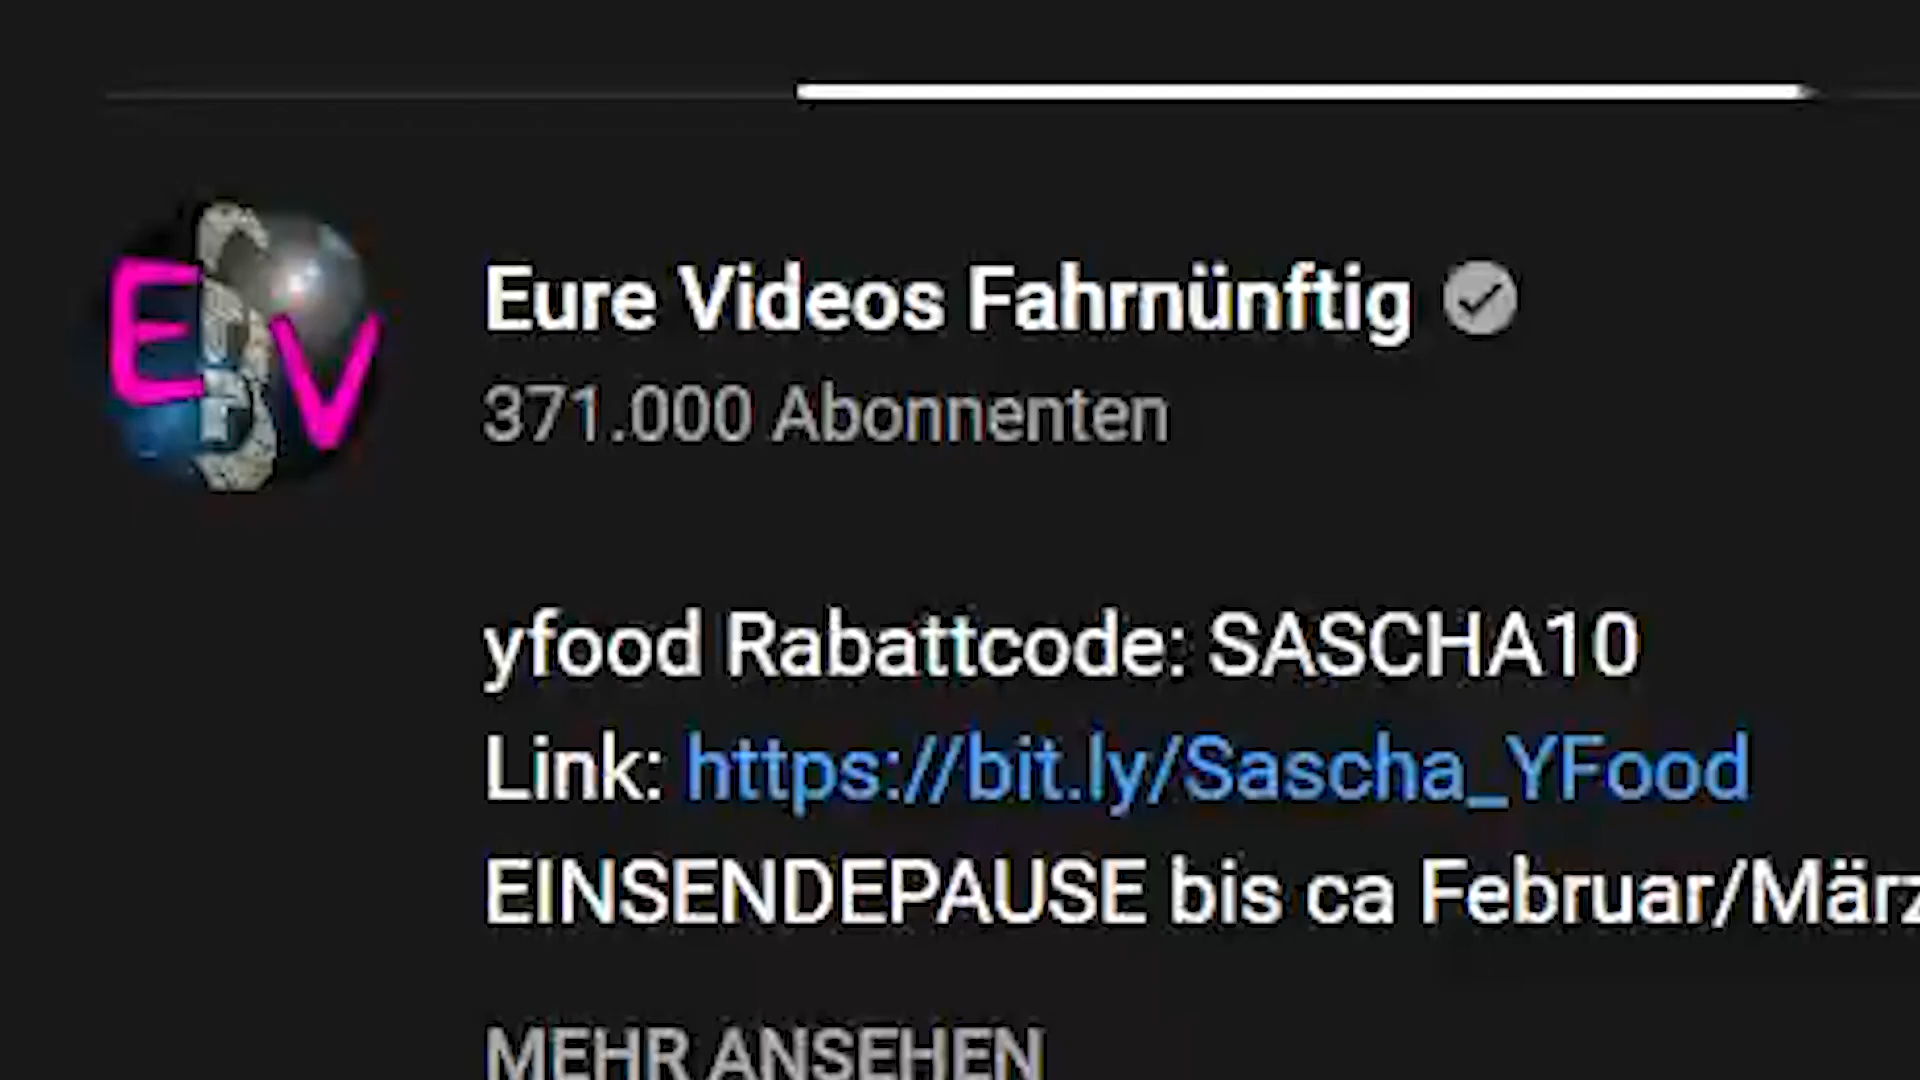 E V
Eure Videos Fahrnünftig
371.000 Abonnenten
yfood Rabattcode: SASCHA10
Link: https://bit.ly/Sascha_YFood
EINSENDEPAUSE bis ca Februar/März
MEHR ANSEHEN